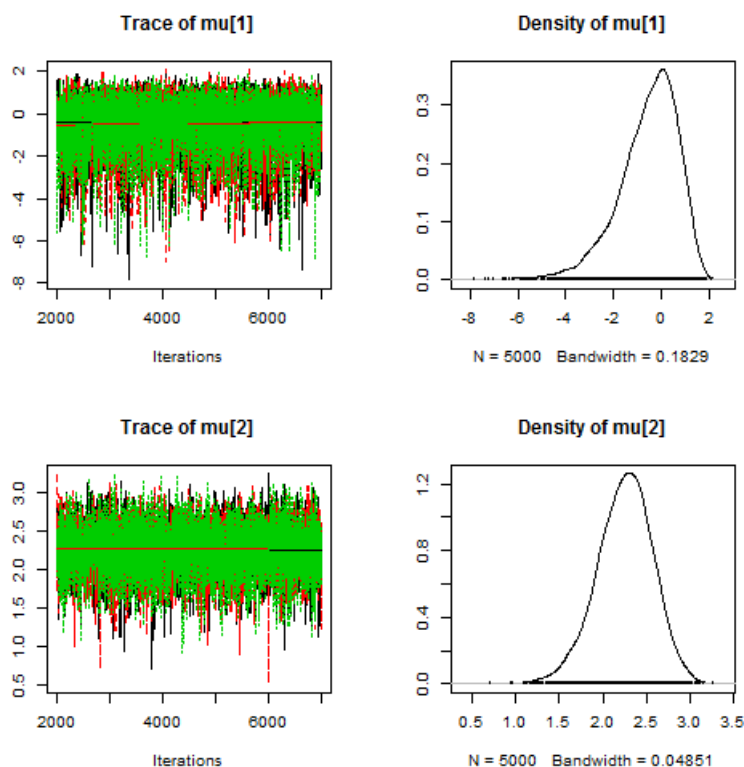 Trace of mu[1]
Density of mu[1]
2
0
-2
-4
-6
-8
2000 4000 6000
Iterations
0.3
0.2
0.1
0.0
-8 -6 -4 -2 0 2
N = 5000 Bandwidth = 0.1829
Trace of mu[2]
Density of mu[2]
3.0
2.5
2.0
1.5
1.0
0.5
2000 4000 6000
Iterations
1.2
0.8
0.4
0.0
0.5 1.0 1.5 2.0 2.5 3.0 3.5
N = 5000 Bandwidth = 0.04851